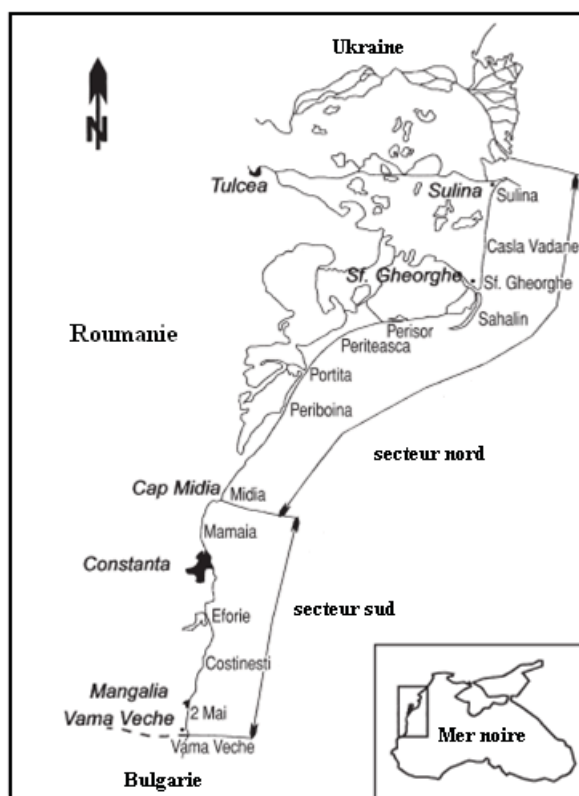 Ukraine
N
Tulcea
Sulina
Sulina
Casla Vadanei
Sf. Gheorghe
Sf. Gheorghe
Sahalin
Roumanie
Perisor
Periteasca
Portita
Periboina
secteur nord
Cap Midia
Midia
Mamaia
Constanta
secteur sud
Eforie
Costinesti
Mangalia
2 Mai
Vama Veche
Vama Veche
Mer noire
Bulgarie